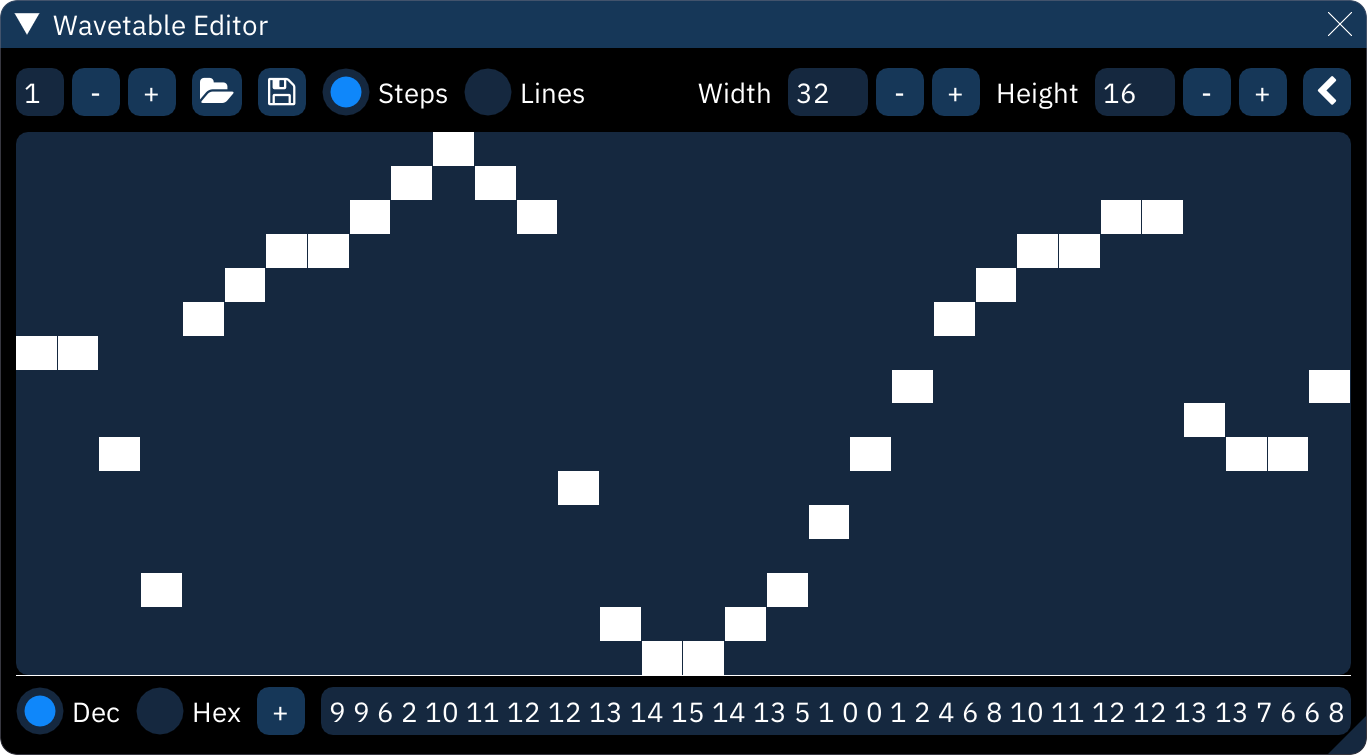 Wavetable Editor
1 - + Steps Lines Width 32 - + Height 16 - +
Dec Hex + 9 9 6 2 10 11 12 12 13 14 15 14 13 5 1 0 0 1 2 4 6 8 10 11 12 12 13 13 7 6 6 8